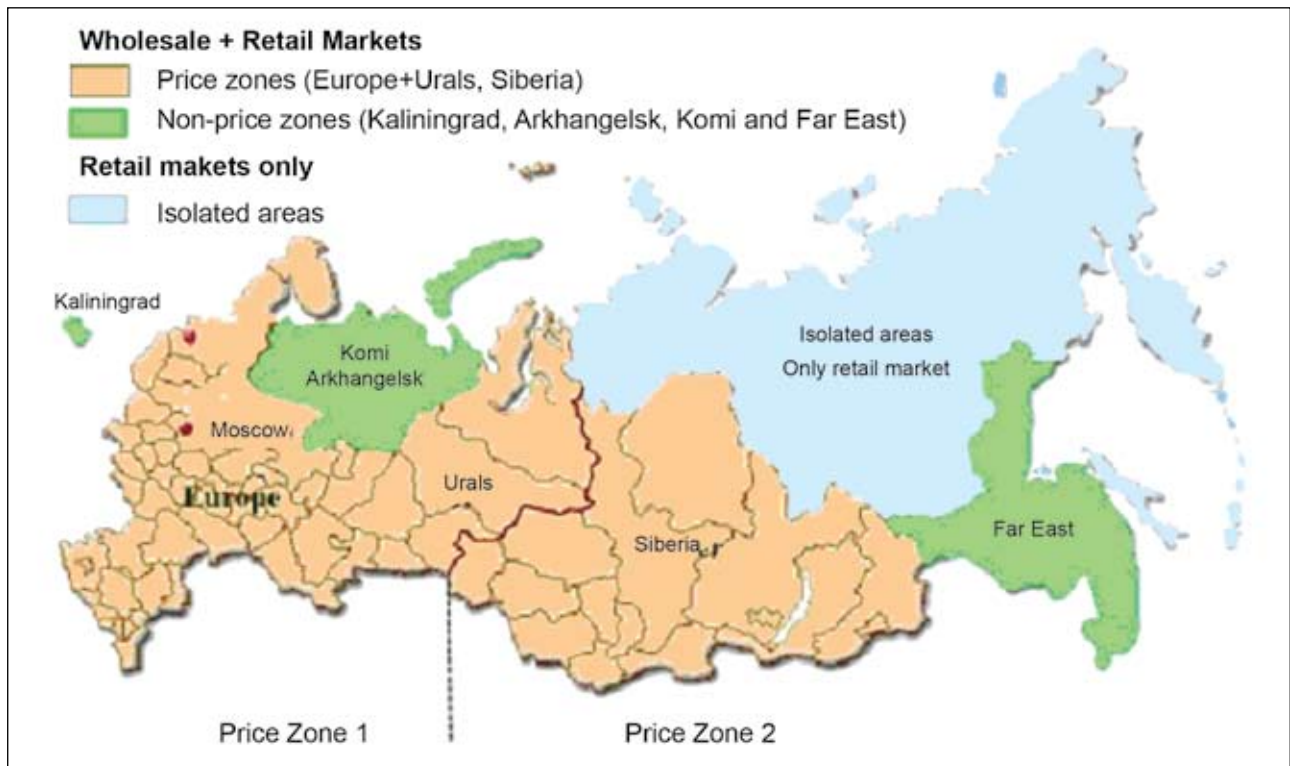 Wholesale + Retail Markets
Price zones (Europe+Urals, Siberia)
Non-price zones (Kaliningrad, Arkhangelsk, Komi and Far East)
Retail makets only
Isolated areas
Kaliningrad
Komi
Arkhangelsk
Isolated areas
Only retail market
Moscow
Urals
Europe
Siberia
Far East
Price Zone 1
Price Zone 2